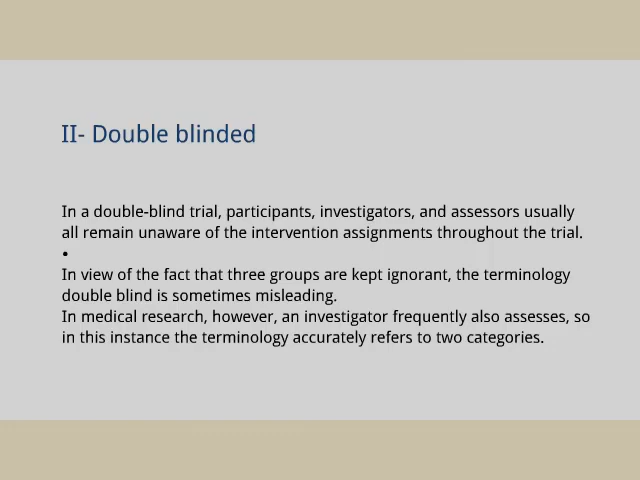 II- Double blinded
In a double-blind trial, participants, investigators, and assessors usually
all remain unaware of the intervention assignments throughout the trial.
•
In view of the fact that three groups are kept ignorant, the terminology
double blind is sometimes misleading.
In medical research, however, an investigator frequently also assesses, so
in this instance the terminology accurately refers to two categories.